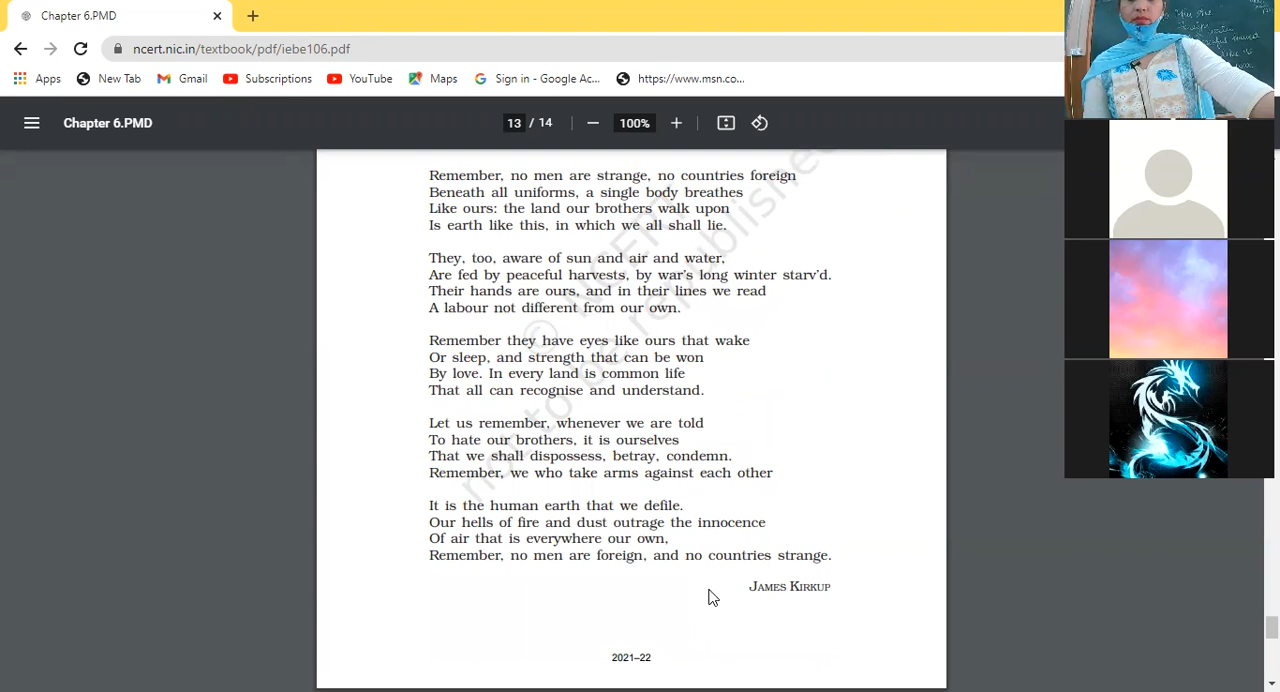 Chapter 6.PMD
ncert.nic.in/textbook/pdf/iebe106.pdf
Apps New Tab Gmail Subscriptions YouTube Maps Sign in - Google Ac... https://www.msn.co...
Chapter 6.PMD 13 / 14 100%
Remember, no men are strange, no countries foreign
Beneath all uniforms, a single body breathes
Like ours: the land our brothers walk upon
Is earth like this, in which we all shall lie.
They, too, aware of sun and air and water,
Are fed by peaceful harvests, by war's long winter starv'd.
Their hands are ours, and in their lines we read
A labour not different from our own.
Remember they have eyes like ours that wake
Or sleep, and strength that can be won
By love. In every land is common life
That all can recognise and understand.
Let us remember, whenever we are told
To hate our brothers, it is ourselves
That we shall dispossess, betray, condemn.
Remember, we who take arms against each other
It is the human earth that we defile.
Our hells of fire and dust outrage the innocence
Of air that is everywhere our own,
Remember, no men are foreign, and no countries strange.
JAMES KIRKUP
2021–22
© NCERT
not to be republished